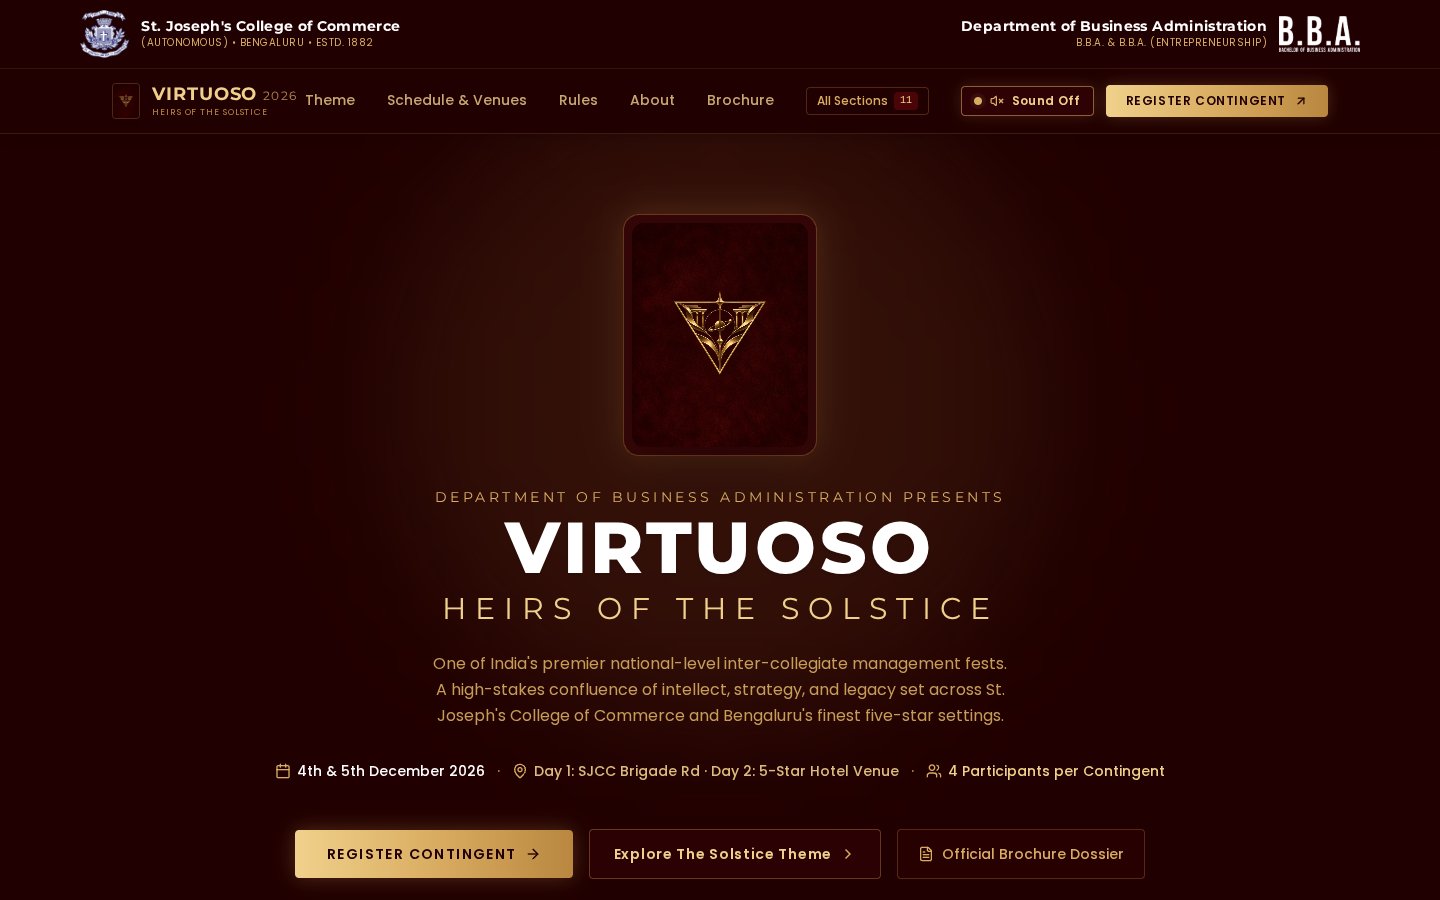 St. Joseph's College of Commerce
(AUTONOMOUS) • BENGALURU • ESTD. 1882
Department of Business Administration
B.B.A. & B.B.A. (ENTREPRENEURSHIP)
B.B.A.
BACHELOR OF BUSINESS ADMINISTRATION
VIRTUOSO 2026
HEIRS OF THE SOLSTICE
Theme
Schedule & Venues
Rules
About
Brochure
All Sections 11
Sound Off
REGISTER CONTINGENT
DEPARTMENT OF BUSINESS ADMINISTRATION PRESENTS
VIRTUOSO
HEIRS OF THE SOLSTICE
One of India's premier national-level inter-collegiate management fests.
A high-stakes confluence of intellect, strategy, and legacy set across St.
Joseph's College of Commerce and Bengaluru's finest five-star settings.
4th & 5th December 2026 · Day 1: SJCC Brigade Rd · Day 2: 5-Star Hotel Venue · 4 Participants per Contingent
REGISTER CONTINGENT
Explore The Solstice Theme
Official Brochure Dossier